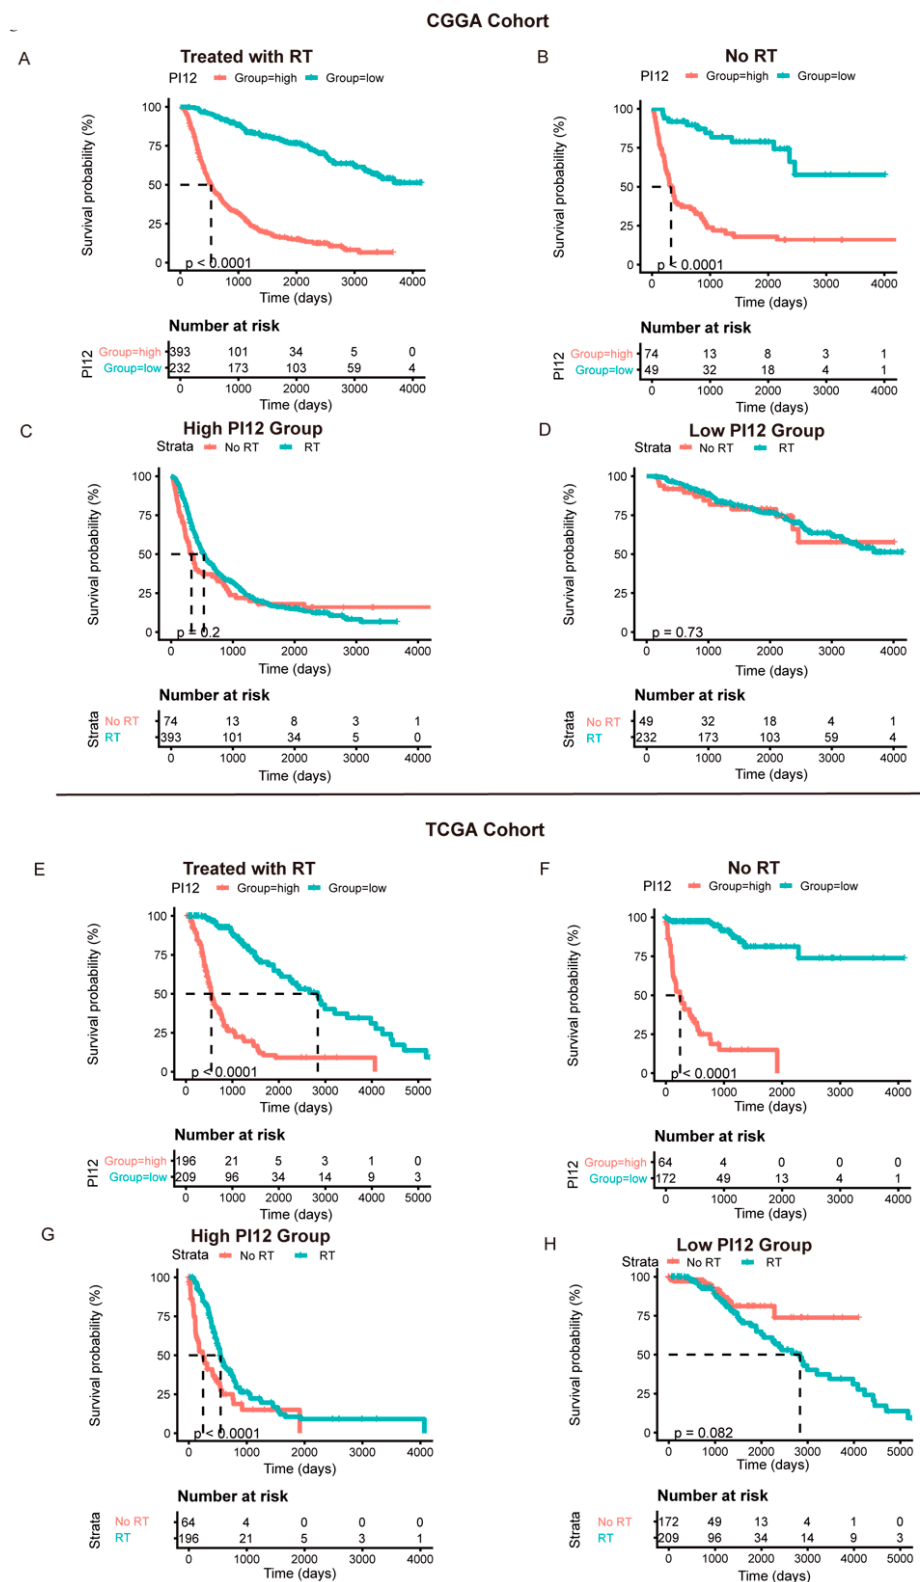 CGGA Cohort
A
Treated with RT
PI12 Group=high Group=low
Survival probability (%)
100
75
50
25
0
p < 0.0001
0 1000 2000 3000 4000
Time (days)
Number at risk
PI12
Group=high 393 101 34 5 0
Group=low 232 173 103 59 4
0 1000 2000 3000 4000
Time (days)
B
No RT
PI12 Group=high Group=low
Survival probability (%)
100
75
50
25
0
p < 0.0001
0 1000 2000 3000 4000
Time (days)
Number at risk
PI12
Group=high 74 13 8 3 1
Group=low 49 32 18 4 1
0 1000 2000 3000 4000
Time (days)
C
High PI12 Group
Strata No RT RT
Survival probability (%)
100
75
50
25
0
p = 0.2
0 1000 2000 3000 4000
Time (days)
Number at risk
Strata
No RT 74 13 8 3 1
RT 393 101 34 5 0
0 1000 2000 3000 4000
Time (days)
D
Low PI12 Group
Strata No RT RT
Survival probability (%)
100
75
50
25
0
p = 0.73
0 1000 2000 3000 4000
Time (days)
Number at risk
Strata
No RT 49 32 18 4 1
RT 232 173 103 59 4
0 1000 2000 3000 4000
Time (days)
TCGA Cohort
E
Treated with RT
PI12 Group=high Group=low
Survival probability (%)
100
75
50
25
0
p < 0.0001
0 1000 2000 3000 4000 5000
Time (days)
Number at risk
PI12
Group=high 196 21 5 3 1 0
Group=low 209 96 34 14 9 3
0 1000 2000 3000 4000 5000
Time (days)
F
No RT
PI12 Group=high Group=low
Survival probability (%)
100
75
50
25
0
p < 0.0001
0 1000 2000 3000 4000
Time (days)
Number at risk
PI12
Group=high 64 4 0 0 0
Group=low 172 49 13 4 1
0 1000 2000 3000 4000
Time (days)
G
High PI12 Group
Strata No RT RT
Survival probability (%)
100
75
50
25
0
p < 0.0001
0 1000 2000 3000 4000
Time (days)
Number at risk
Strata
No RT 64 4 0 0 0
RT 196 21 5 3 1
0 1000 2000 3000 4000
Time (days)
H
Low PI12 Group
Strata No RT RT
Survival probability (%)
100
75
50
25
0
p = 0.082
0 1000 2000 3000 4000 5000
Time (days)
Number at risk
Strata
No RT 172 49 13 4 1 0
RT 209 96 34 14 9 3
0 1000 2000 3000 4000 5000
Time (days)